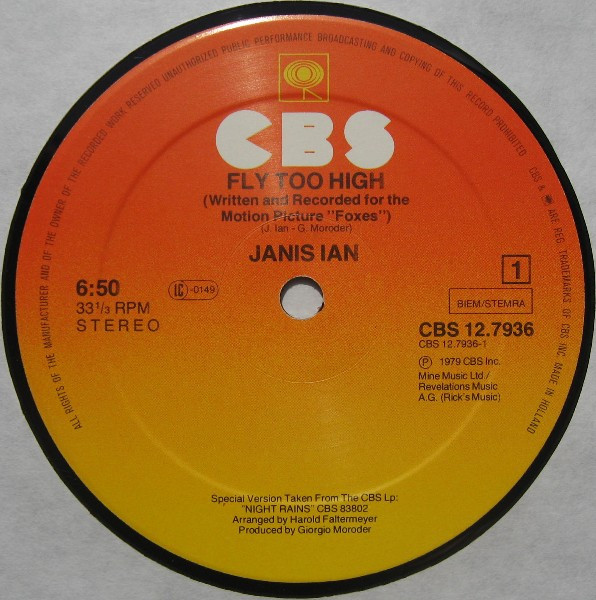 ALL RIGHTS OF THE MANUFACTURER AND OF THE OWNER OF THE RECORDED WORK RESERVED UNAUTHORIZED PUBLIC PERFORMANCE BROADCASTING AND COPYING OF THIS RECORD PROHIBITED
CBS & ARE REG. TRADEMARKS OF CBS INC. MADE IN HOLLAND
CBS
FLY TOO HIGH
(Written and Recorded for the
Motion Picture "Foxes")
(J. Ian - G. Moroder)
JANIS IAN
6:50
33 1/3 RPM
STEREO
LC-0149
1
BIEM/STEMRA
CBS 12.7936
CBS 12.7936-1
Ⓟ 1979 CBS Inc.
Mine Music Ltd./
Revelations Music
A.G. (Rick's Music)
Special Version Taken From The CBS Lp:
"NIGHT RAINS" CBS 83802
Arranged by Harold Faltermeyer
Produced by Giorgio Moroder